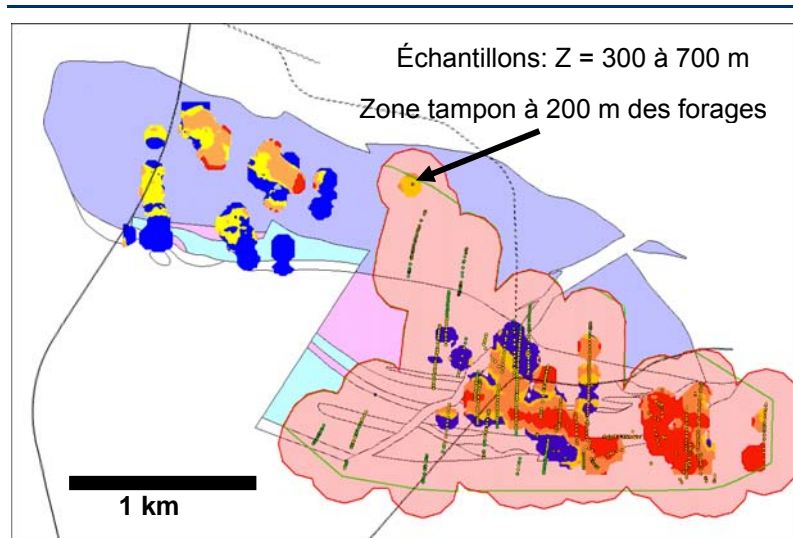 Échantillons: Z = 300 à 700 m
Zone tampon à 200 m des forages
1 km